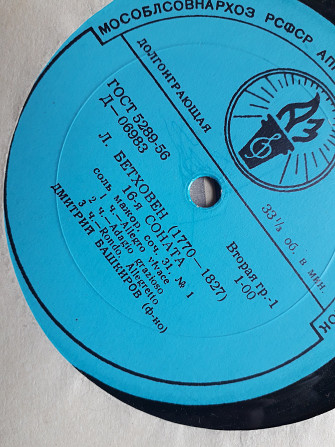 МОСОБЛСОВНАРХОЗ РСФСР АП
ДОЛГОИГРАЮЩАЯ
33⅓ об. в мин.
ГОСТ 5289-56
Д — 06983
Вторая гр.-1
1-00
Л. БЕТХОВЕН (1770—1827)
16-я СОНАТА
соль мажор, соч. 31, № 1
1 ч.—Allegro vivace
2 ч.—Adagio grazioso
3 ч.—Rondo, Allegretto
ДМИТРИЙ БАШКИРОВ (ф-но)